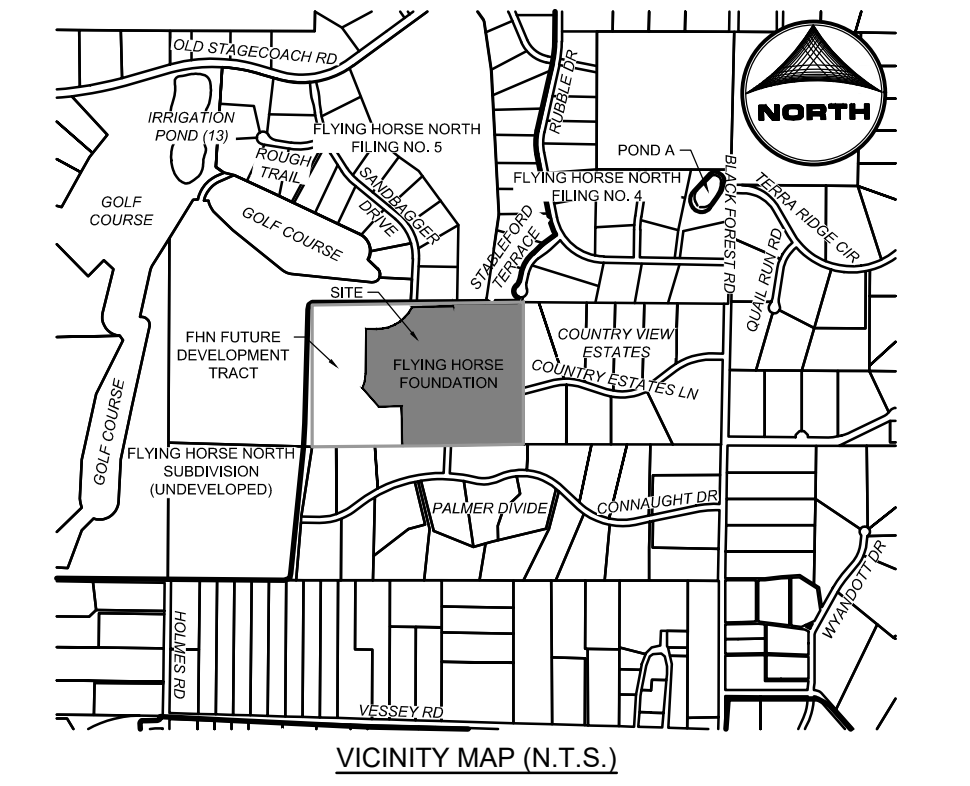 OLD STAGECOACH RD
RUBBLE DR
NORTH
IRRIGATION
POND (13)
FLYING HORSE NORTH
FILING NO. 5
ROUGH
TRAIL
POND A
SANDBAGGER
DRIVE
FLYING HORSE NORTH
FILING NO. 4
BLACK FOREST RD
TERRA RIDGE CIR
GOLF
COURSE
GOLF COURSE
STABLEFORD
TERRACE
QUAIL RUN RD
SITE
FHN FUTURE
DEVELOPMENT
TRACT
FLYING HORSE
FOUNDATION
COUNTRY VIEW
ESTATES
COUNTRY ESTATES LN
GOLF COURSE
FLYING HORSE NORTH
SUBDIVISION
(UNDEVELOPED)
PALMER DIVIDE
CONNAUGHT DR
WYANDOTT DR
HOLMES RD
VESSEY RD
VICINITY MAP (N.T.S.)